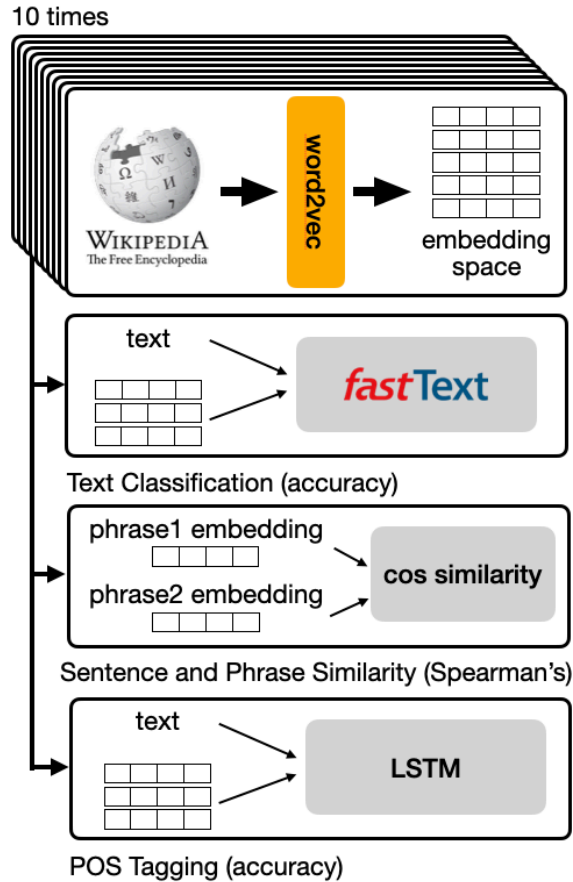 10 times
Ω
W
И
維
WIKIPEDIA
The Free Encyclopedia
word2vec
embedding
space
text
fastText
Text Classification (accuracy)
phrase1 embedding
phrase2 embedding
cos similarity
Sentence and Phrase Similarity (Spearman’s)
text
LSTM
POS Tagging (accuracy)